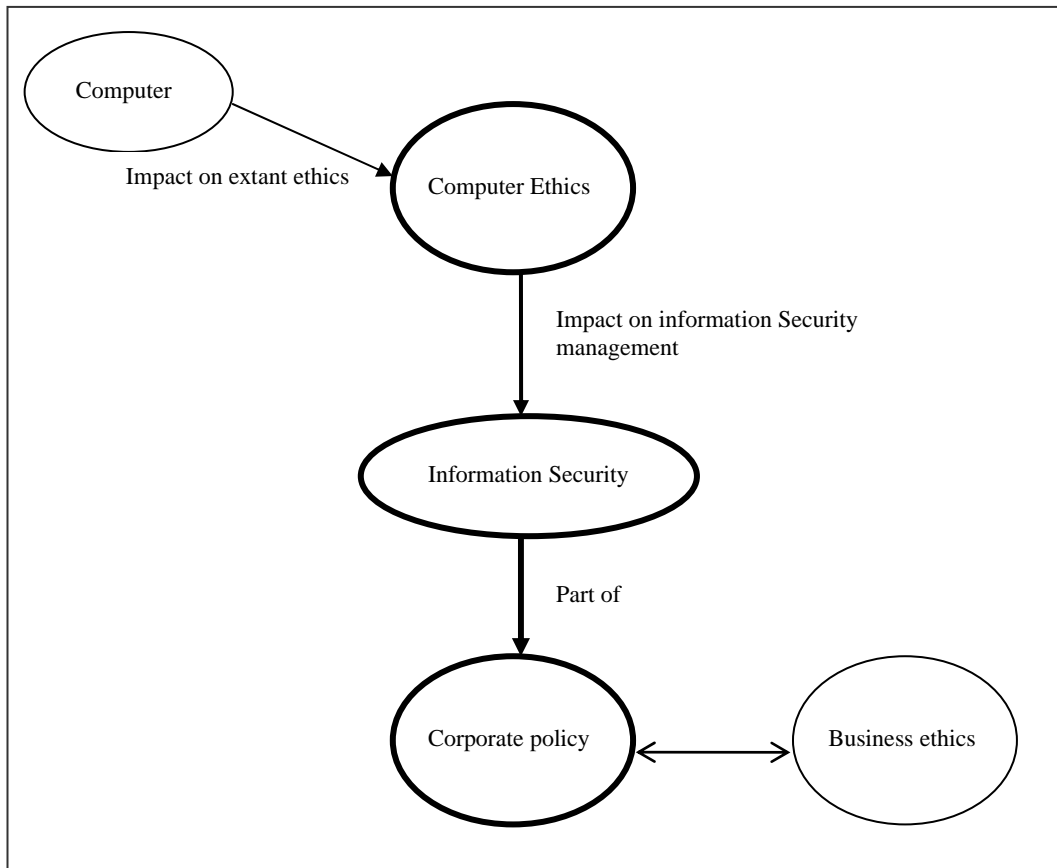 Computer
Impact on extant ethics
Computer Ethics
Impact on information Security
management
Information Security
Part of
Corporate policy
Business ethics